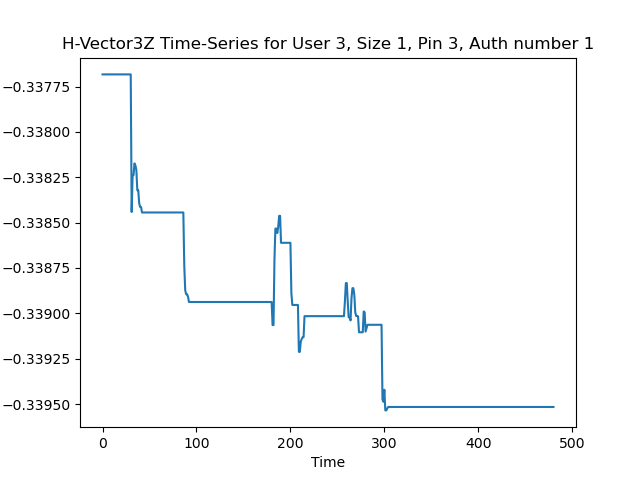 H-Vector3Z Time-Series for User 3, Size 1, Pin 3, Auth number 1
−0.33775
−0.33800
−0.33825
−0.33850
−0.33875
−0.33900
−0.33925
−0.33950
0 100 200 300 400 500
Time